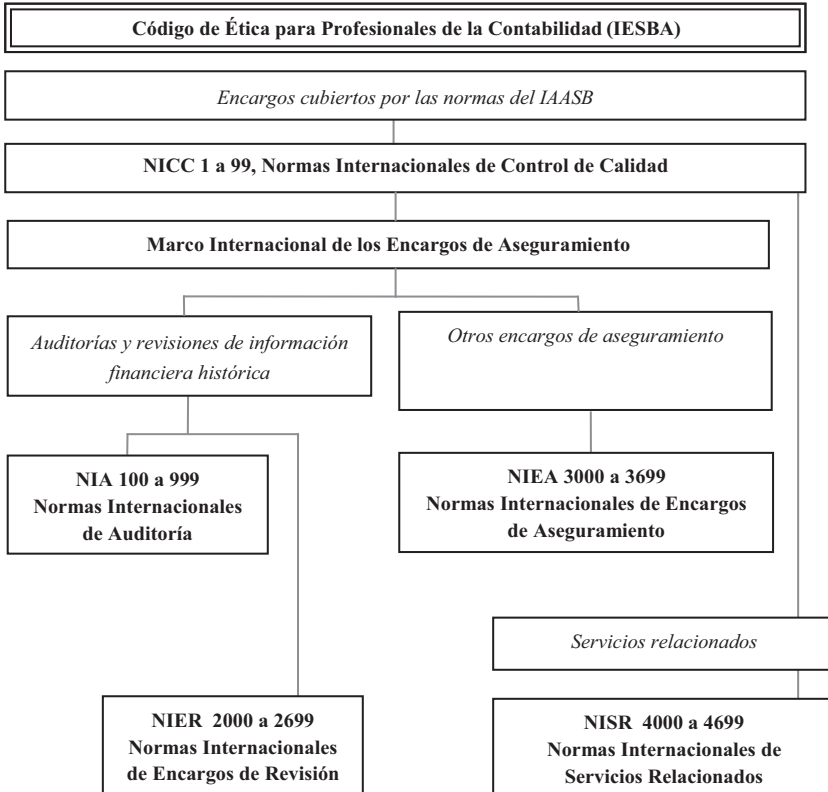 Código de Ética para Profesionales de la Contabilidad (IESBA)
Encargos cubiertos por las normas del IAASB
NICC 1 a 99, Normas Internacionales de Control de Calidad
Marco Internacional de los Encargos de Aseguramiento
Auditorías y revisiones de información
financiera histórica
Otros encargos de aseguramiento
NIA 100 a 999
Normas Internacionales
de Auditoría
NIEA 3000 a 3699
Normas Internacionales de Encargos
de Aseguramiento
Servicios relacionados
NIER 2000 a 2699
Normas Internacionales
de Encargos de Revisión
NISR 4000 a 4699
Normas Internacionales de
Servicios Relacionados